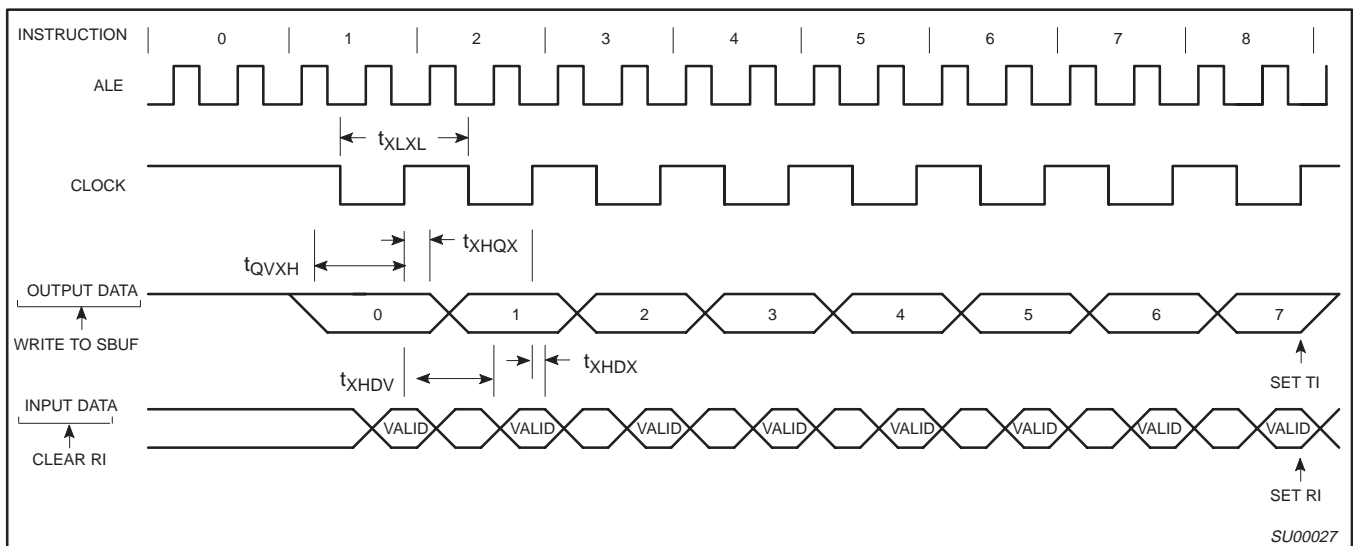 INSTRUCTION 0 1 2 3 4 5 6 7 8
ALE
tXLXL
CLOCK
tXHQX
tQVXH
OUTPUT DATA
0 1 2 3 4 5 6 7
WRITE TO SBUF
tXHDX
tXHDV
SET TI
INPUT DATA
VALID VALID VALID VALID VALID VALID VALID VALID
CLEAR RI
SET RI
SU00027